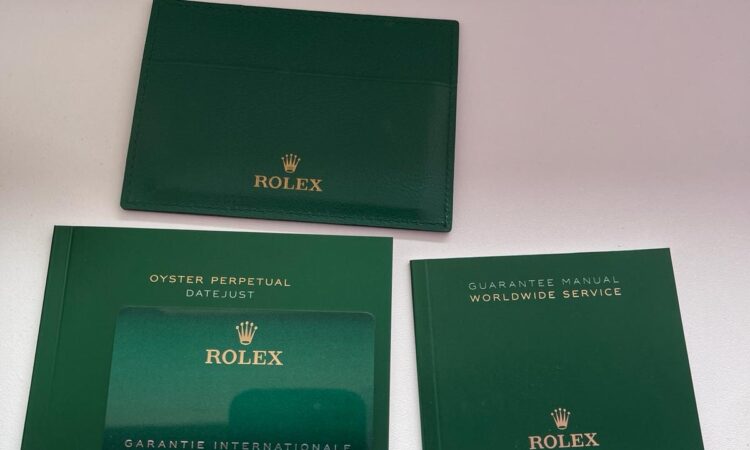 ROLEX
OYSTER PERPETUAL
DATEJUST
ROLEX
GARANTIE INTERNATIONALE
GUARANTEE MANUAL
WORLDWIDE SERVICE
ROLEX